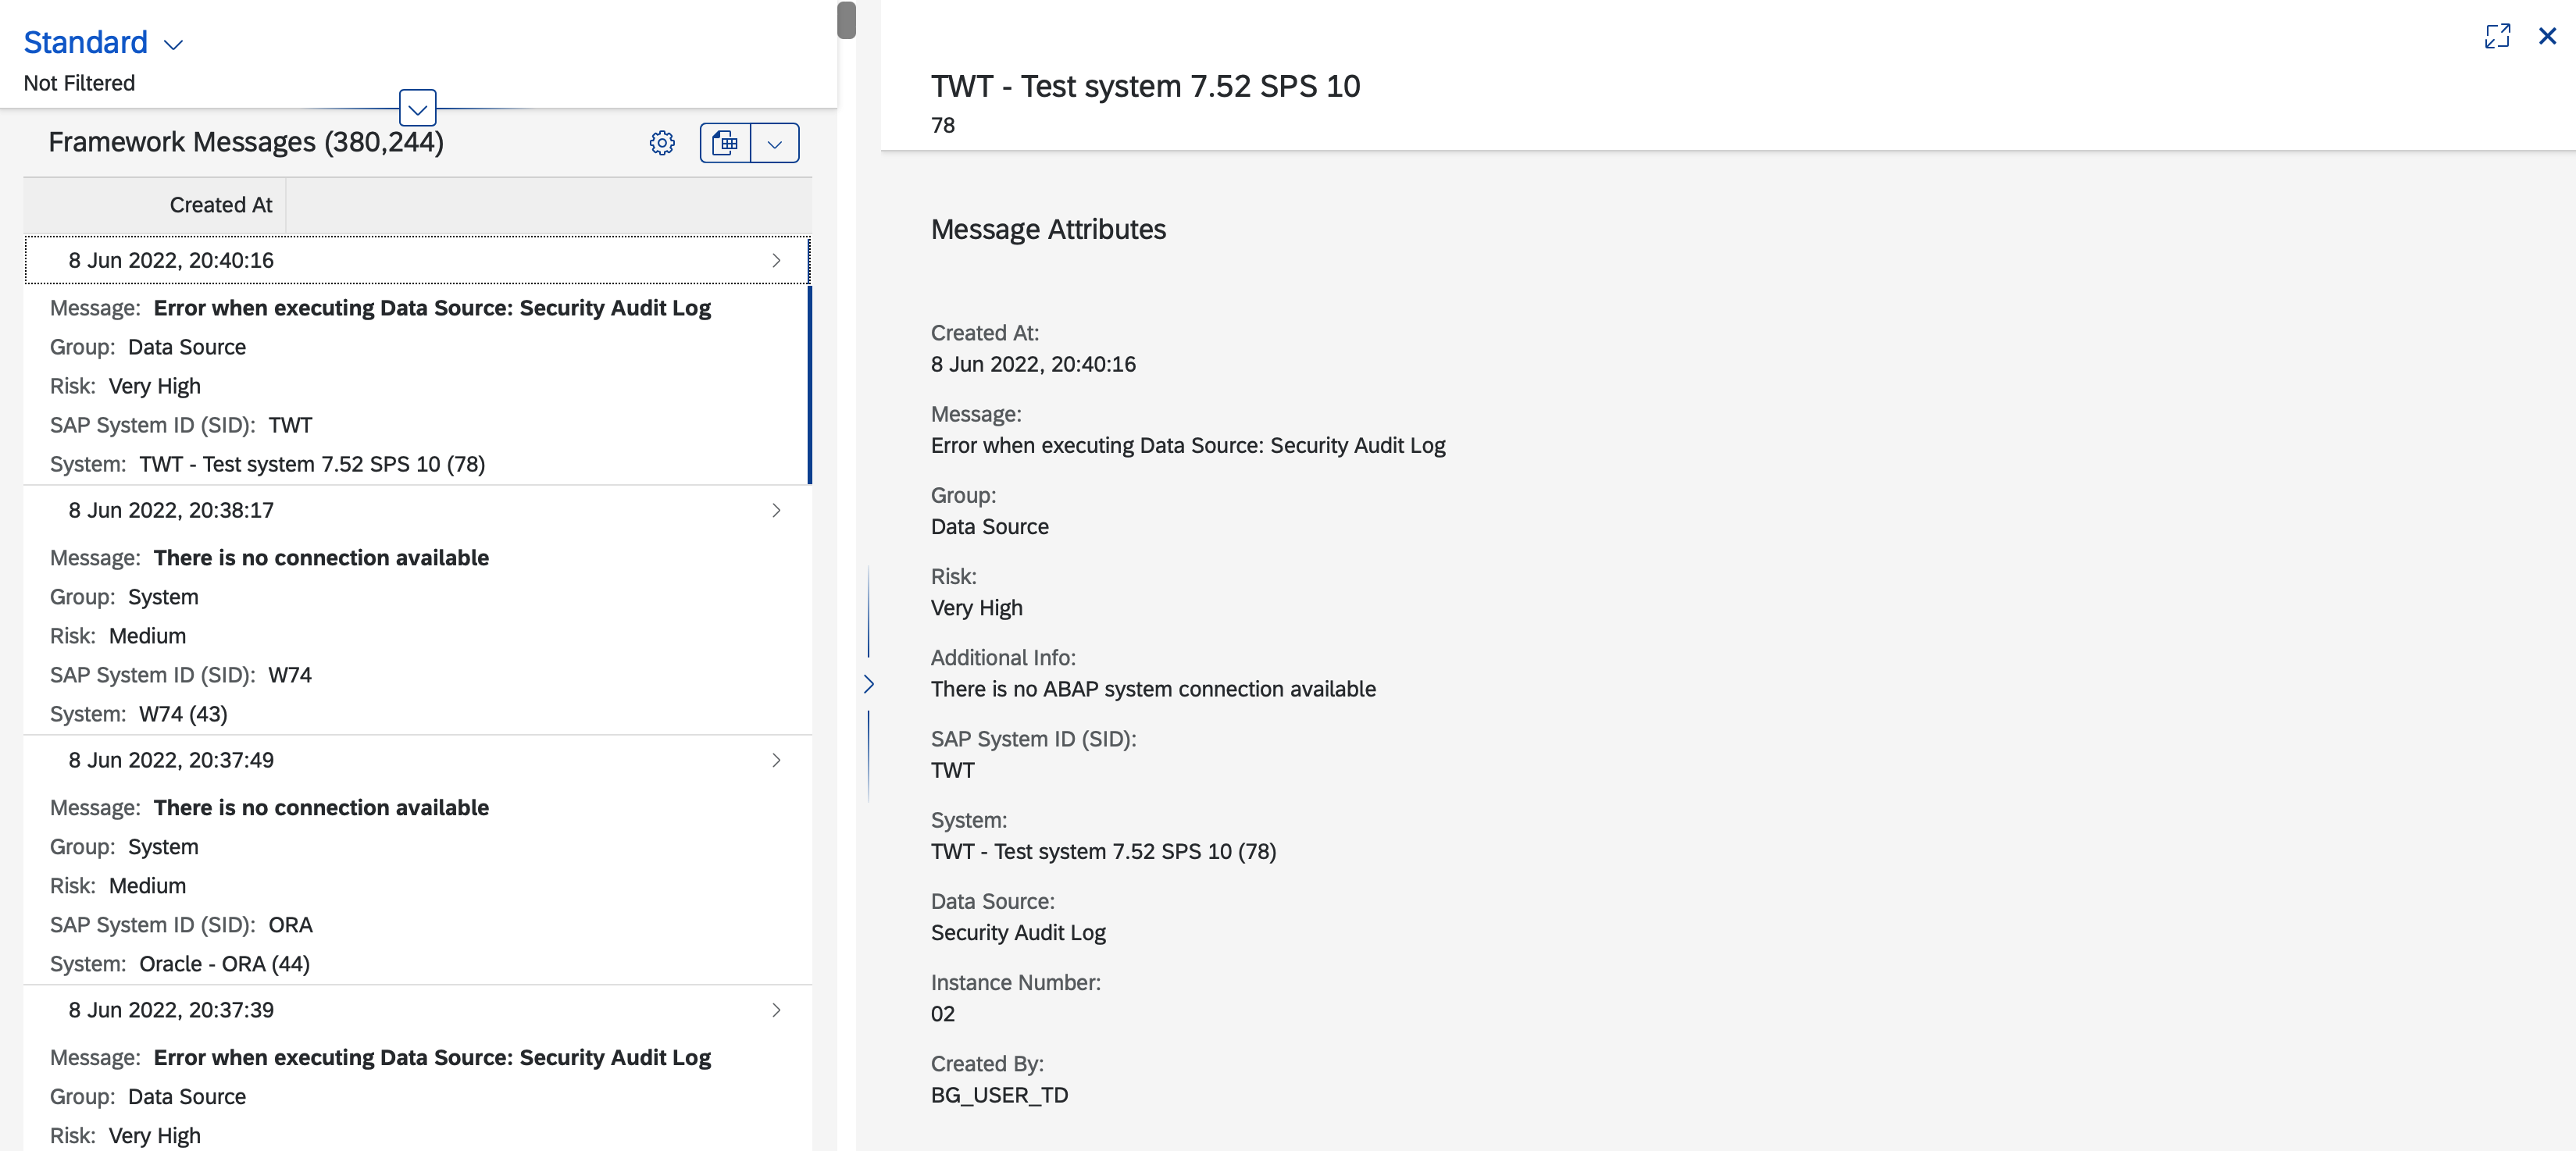 Standard
Not Filtered
Framework Messages (380,244)
Created At
8 Jun 2022, 20:40:16
Message: Error when executing Data Source: Security Audit Log
Group: Data Source
Risk: Very High
SAP System ID (SID): TWT
System: TWT - Test system 7.52 SPS 10 (78)
8 Jun 2022, 20:38:17
Message: There is no connection available
Group: System
Risk: Medium
SAP System ID (SID): W74
System: W74 (43)
8 Jun 2022, 20:37:49
Message: There is no connection available
Group: System
Risk: Medium
SAP System ID (SID): ORA
System: Oracle - ORA (44)
8 Jun 2022, 20:37:39
Message: Error when executing Data Source: Security Audit Log
Group: Data Source
Risk: Very High
TWT - Test system 7.52 SPS 10
78
Message Attributes
Created At:
8 Jun 2022, 20:40:16
Message:
Error when executing Data Source: Security Audit Log
Group:
Data Source
Risk:
Very High
Additional Info:
There is no ABAP system connection available
SAP System ID (SID):
TWT
System:
TWT - Test system 7.52 SPS 10 (78)
Data Source:
Security Audit Log
Instance Number:
02
Created By:
BG_USER_TD